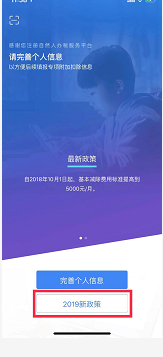 感谢您注册自然人办税服务平台
请完善个人信息
以方便后续填报专项附加扣除信息
最新政策
自2018年10月1日起，基本减除费用标准提高到
5000元/月。
完善个人信息
2019新政策